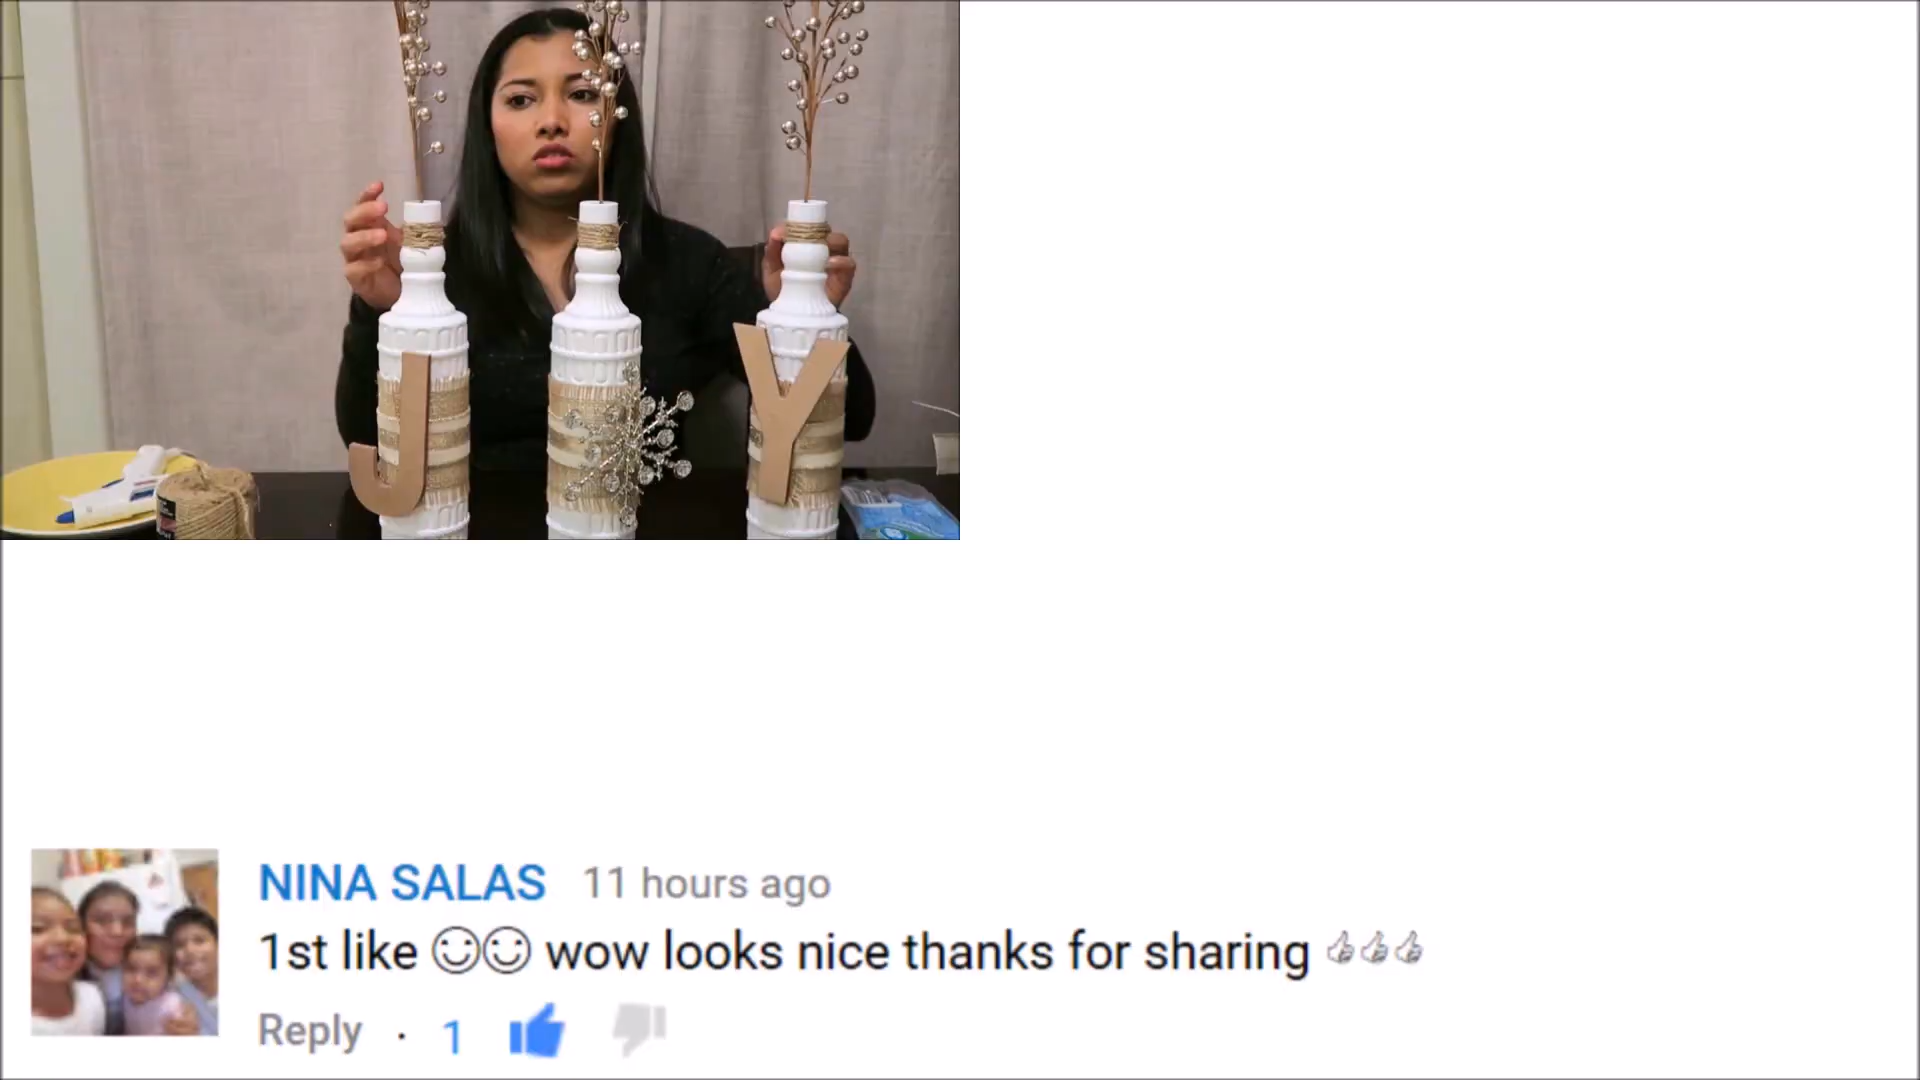 J Y
NINA SALAS 11 hours ago
1st like ☺☺ wow looks nice thanks for sharing 👍👍👍
Reply · 1